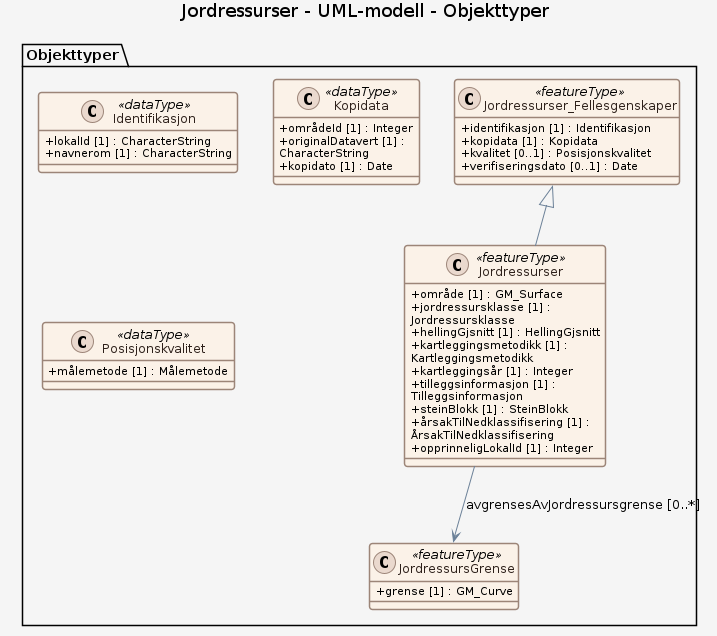 Jordressurser - UML-modell - Objekttyper
Objekttyper
C
«dataType»
Identifikasjon
+lokalId [1] : CharacterString
+navnerom [1] : CharacterString
C
«dataType»
Kopidata
+områdeId [1] : Integer
+originalDatavert [1] :
CharacterString
+kopidato [1] : Date
C
«featureType»
Jordressurser_Fellesgenskaper
+identifikasjon [1] : Identifikasjon
+kopidata [1] : Kopidata
+kvalitet [0..1] : Posisjonskvalitet
+verifiseringsdato [0..1] : Date
C
«featureType»
Jordressurser
+område [1] : GM_Surface
+jordressursklasse [1] :
Jordressursklasse
+hellingGjsnitt [1] : HellingGjsnitt
+kartleggingsmetodikk [1] :
Kartleggingsmetodikk
+kartleggingsår [1] : Integer
+tilleggsinformasjon [1] :
Tilleggsinformasjon
+steinBlokk [1] : SteinBlokk
+årsakTilNedklassifisering [1] :
ÅrsakTilNedklassifisering
+opprinneligLokalId [1] : Integer
C
«dataType»
Posisjonskvalitet
+målemetode [1] : Målemetode
avgrensesAvJordressursgrense [0..*]
C
«featureType»
JordressursGrense
+grense [1] : GM_Curve